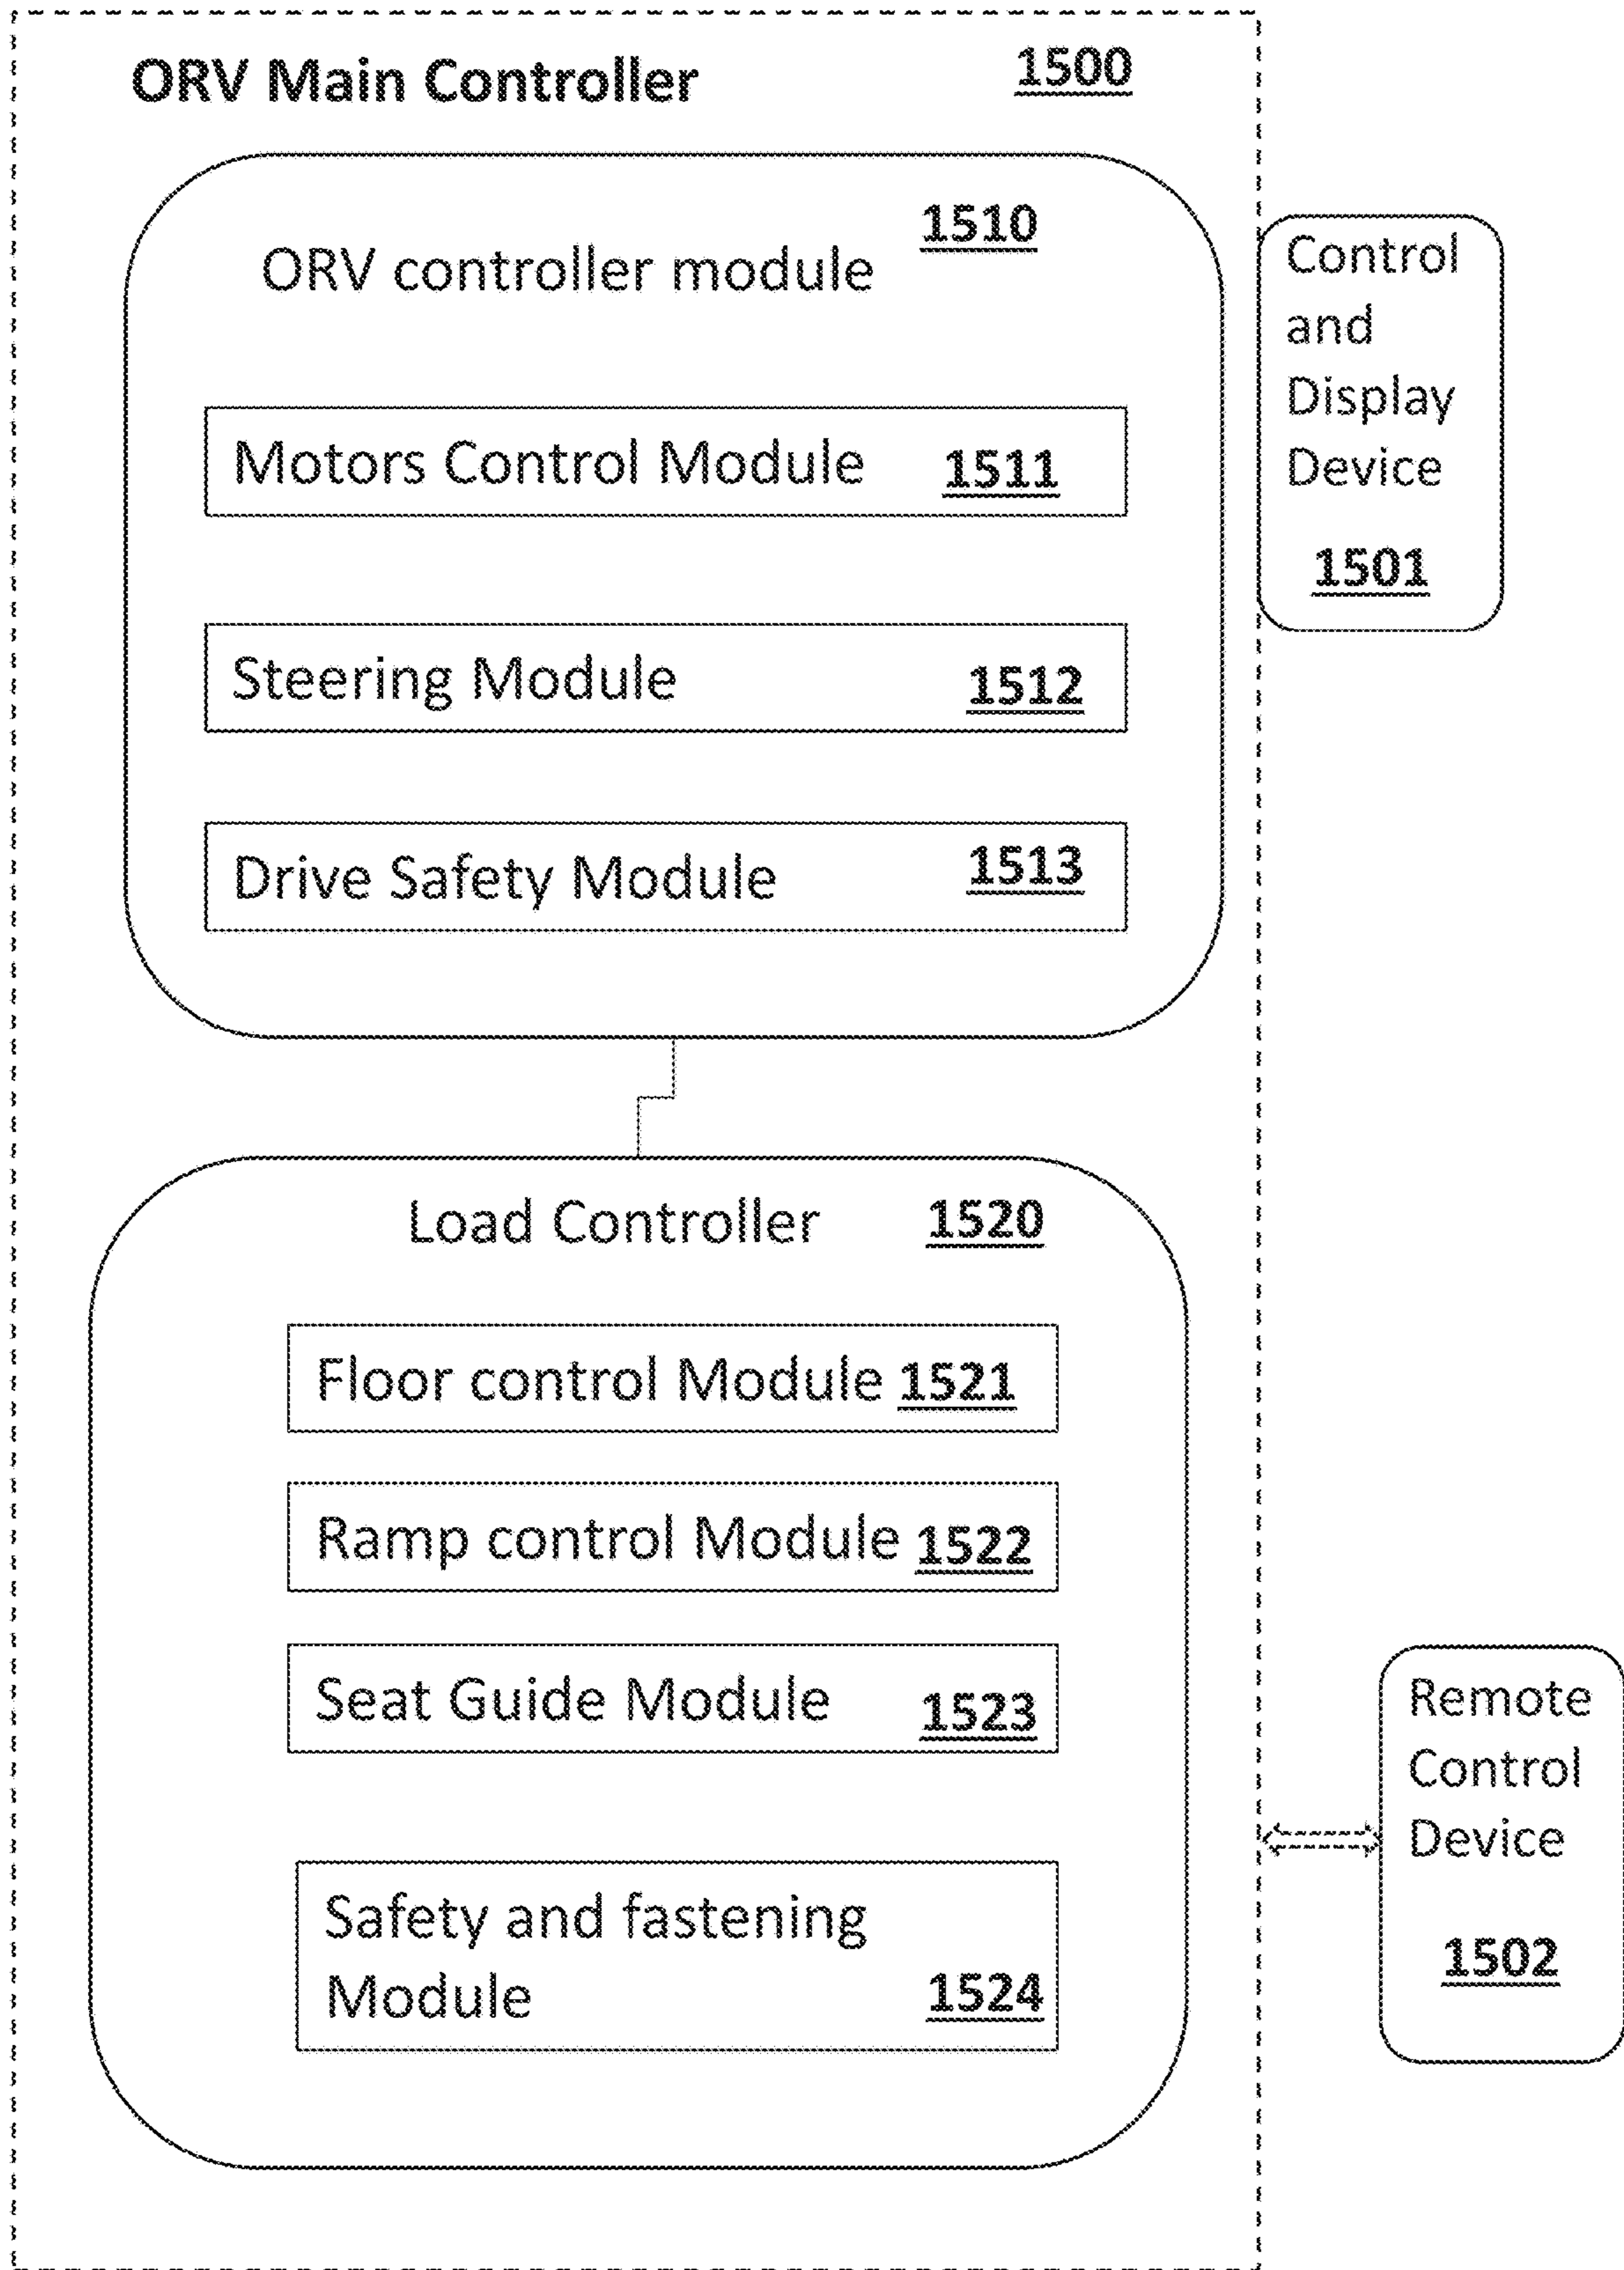 ORV Main Controller 1500
1510
ORV controller module
Motors Control Module 1511
Steering Module 1512
Drive Safety Module 1513
Control
and
Display
Device
1501
Load Controller 1520
Floor control Module 1521
Ramp control Module 1522
Seat Guide Module 1523
Safety and fastening
Module 1524
Remote
Control
Device
1502